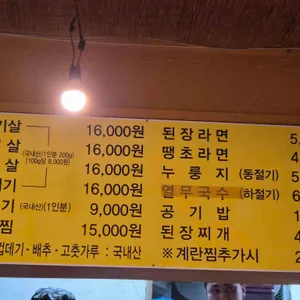 기살 16,000원 된장라면 5
살 (국내산/1인분 200g) 16,000원 땡초라면 5
살 (100g당 8,000원) 16,000원 누룽지 (동절기)
기 16,000원 열무국수 (하절기) 6
기 (국내산)(1인분) 9,000원 공기밥 1
찜 15,000원 된장찌개
껍데기·배추·고춧가루 : 국내산 ※계란찜추가시 2